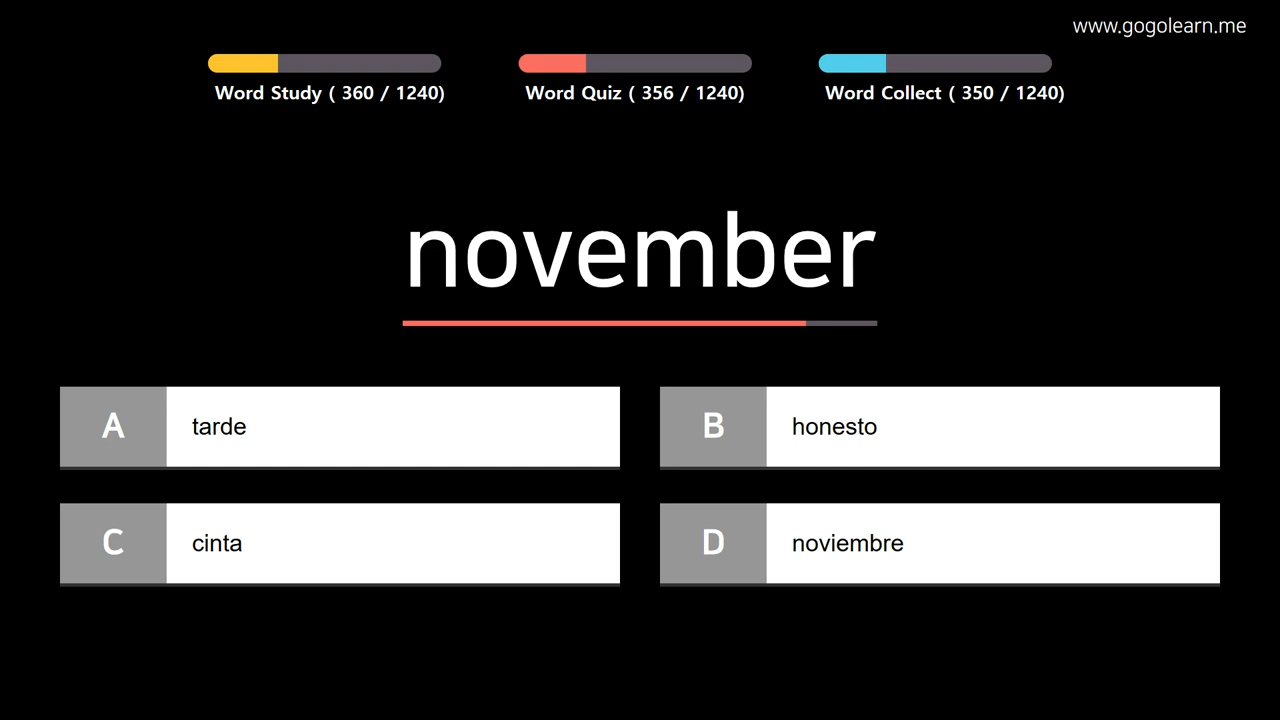 www.gogolearn.me
Word Study ( 360 / 1240)
Word Quiz ( 356 / 1240)
Word Collect ( 350 / 1240)
november
A tarde
B honesto
C cinta
D noviembre